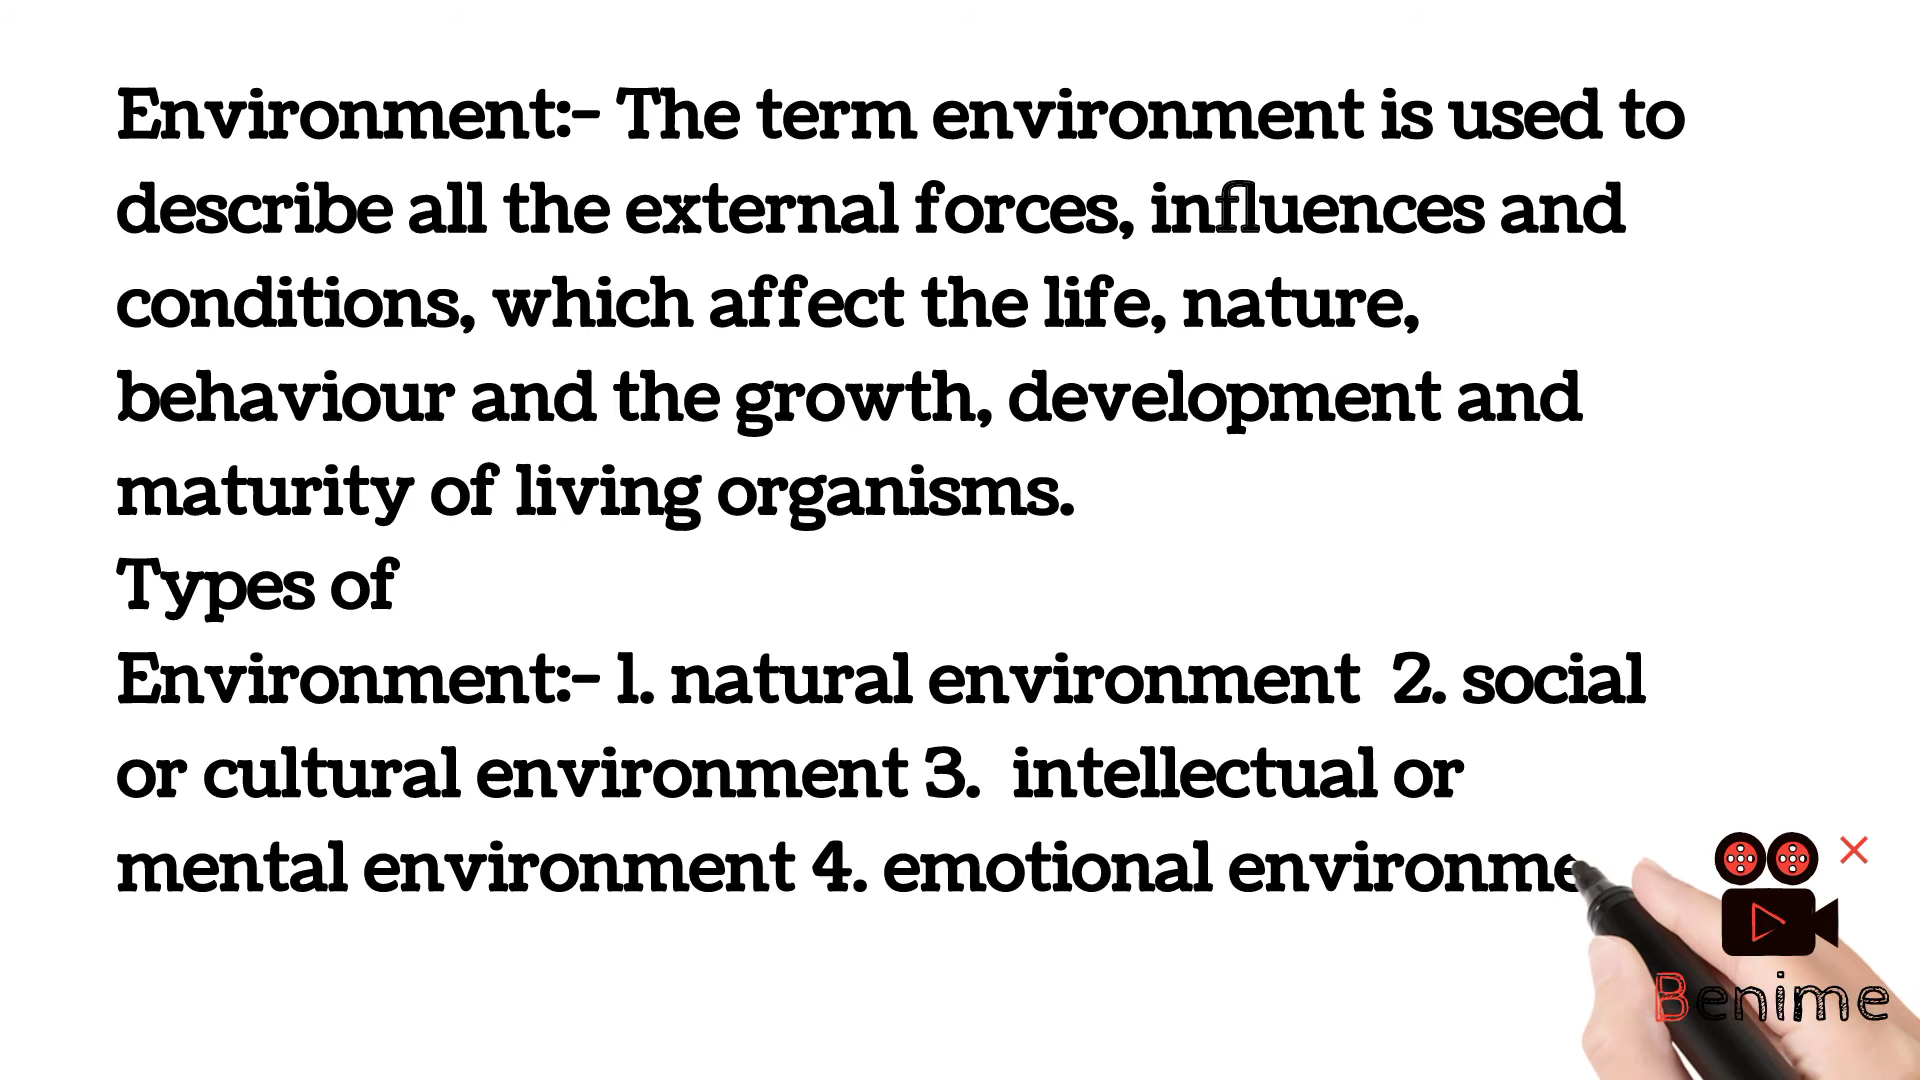 Environment:- The term environment is used to
describe all the external forces, influences and
conditions, which affect the life, nature,
behaviour and the growth, development and
maturity of living organisms.
Types of
Environment:- 1. natural environment  2. social
or cultural environment 3.  intellectual or
mental environment 4. emotional environme
Benime